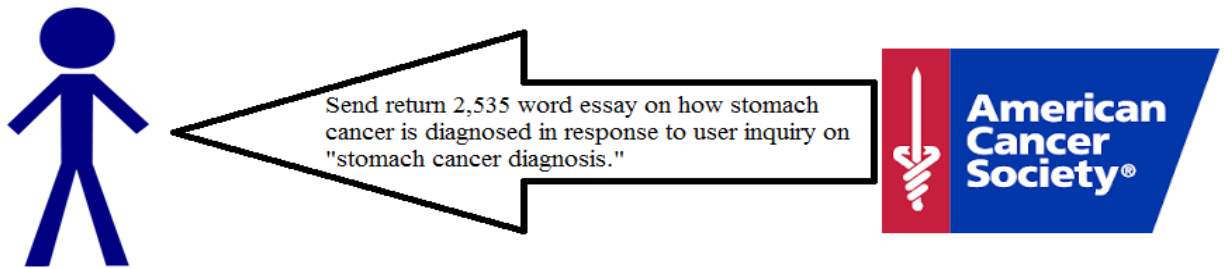 Send return 2,535 word essay on how stomach
cancer is diagnosed in response to user inquiry on
"stomach cancer diagnosis."
American
Cancer
Society®